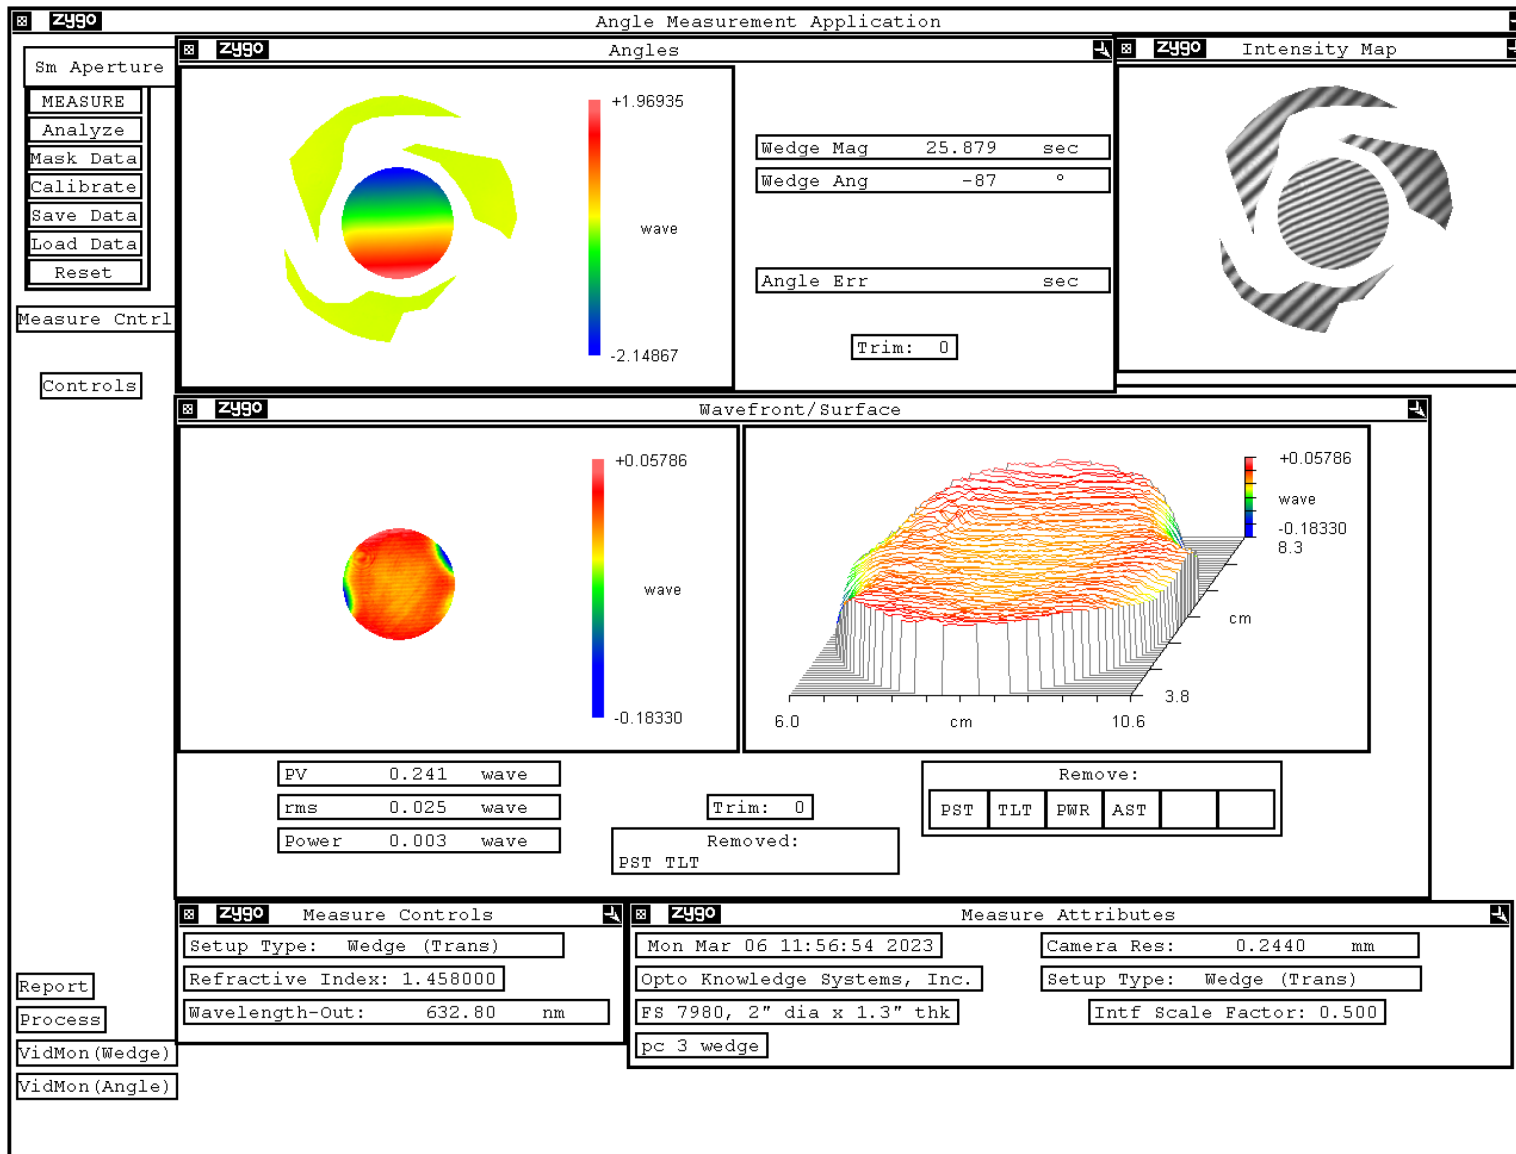 zygo Angle Measurement Application
Sm Aperture
MEASURE
Analyze
Mask Data
Calibrate
Save Data
Load Data
Reset
Measure Cntrl
Controls
Report
Process
VidMon(Wedge)
VidMon(Angle)
zygo Angles
+1.96935
wave
-2.14867
Wedge Mag 25.879 sec
Wedge Ang -87 °
Angle Err sec
Trim: 0
zygo Intensity Map
zygo Wavefront/Surface
+0.05786
wave
-0.18330
+0.05786
wave
-0.18330
8.3
cm
3.8
6.0 cm 10.6
PV 0.241 wave
rms 0.025 wave
Power 0.003 wave
Trim: 0
Removed:
PST TLT
Remove:
PST TLT PWR AST
zygo Measure Controls
Setup Type: Wedge (Trans)
Refractive Index: 1.458000
Wavelength-Out: 632.80 nm
zygo Measure Attributes
Mon Mar 06 11:56:54 2023
Opto Knowledge Systems, Inc.
FS 7980, 2" dia x 1.3" thk
pc 3 wedge
Camera Res: 0.2440 mm
Setup Type: Wedge (Trans)
Intf Scale Factor: 0.500